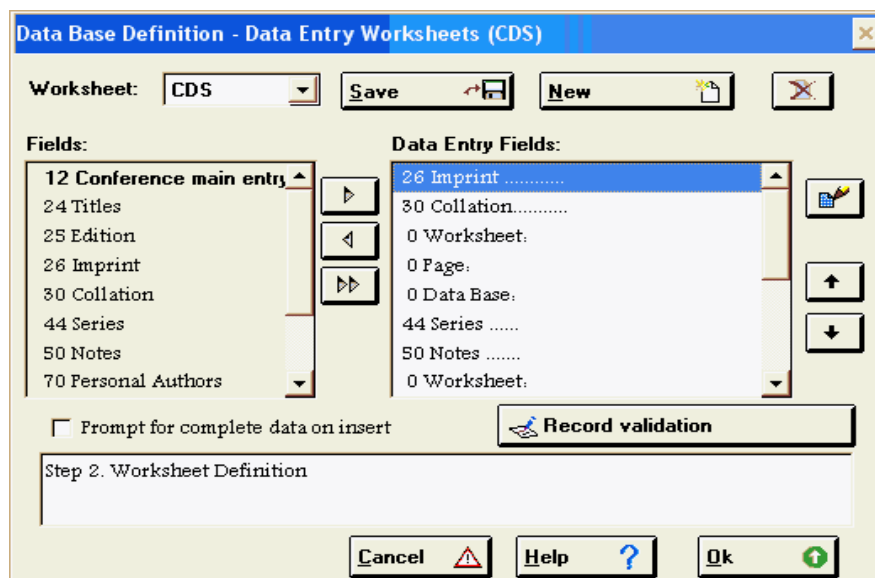 Data Base Definition - Data Entry Worksheets (CDS)
Worksheet: CDS Save New
Fields:
12 Conference main entry
24 Titles
25 Edition
26 Imprint
30 Collation
44 Series
50 Notes
70 Personal Authors
Data Entry Fields:
26 Imprint ............
30 Collation..........
0 Worksheet:
0 Page:
0 Data Base:
44 Series ......
50 Notes .......
0 Worksheet:
Prompt for complete data on insert
Record validation
Step 2. Worksheet Definition
Cancel Help ? Ok